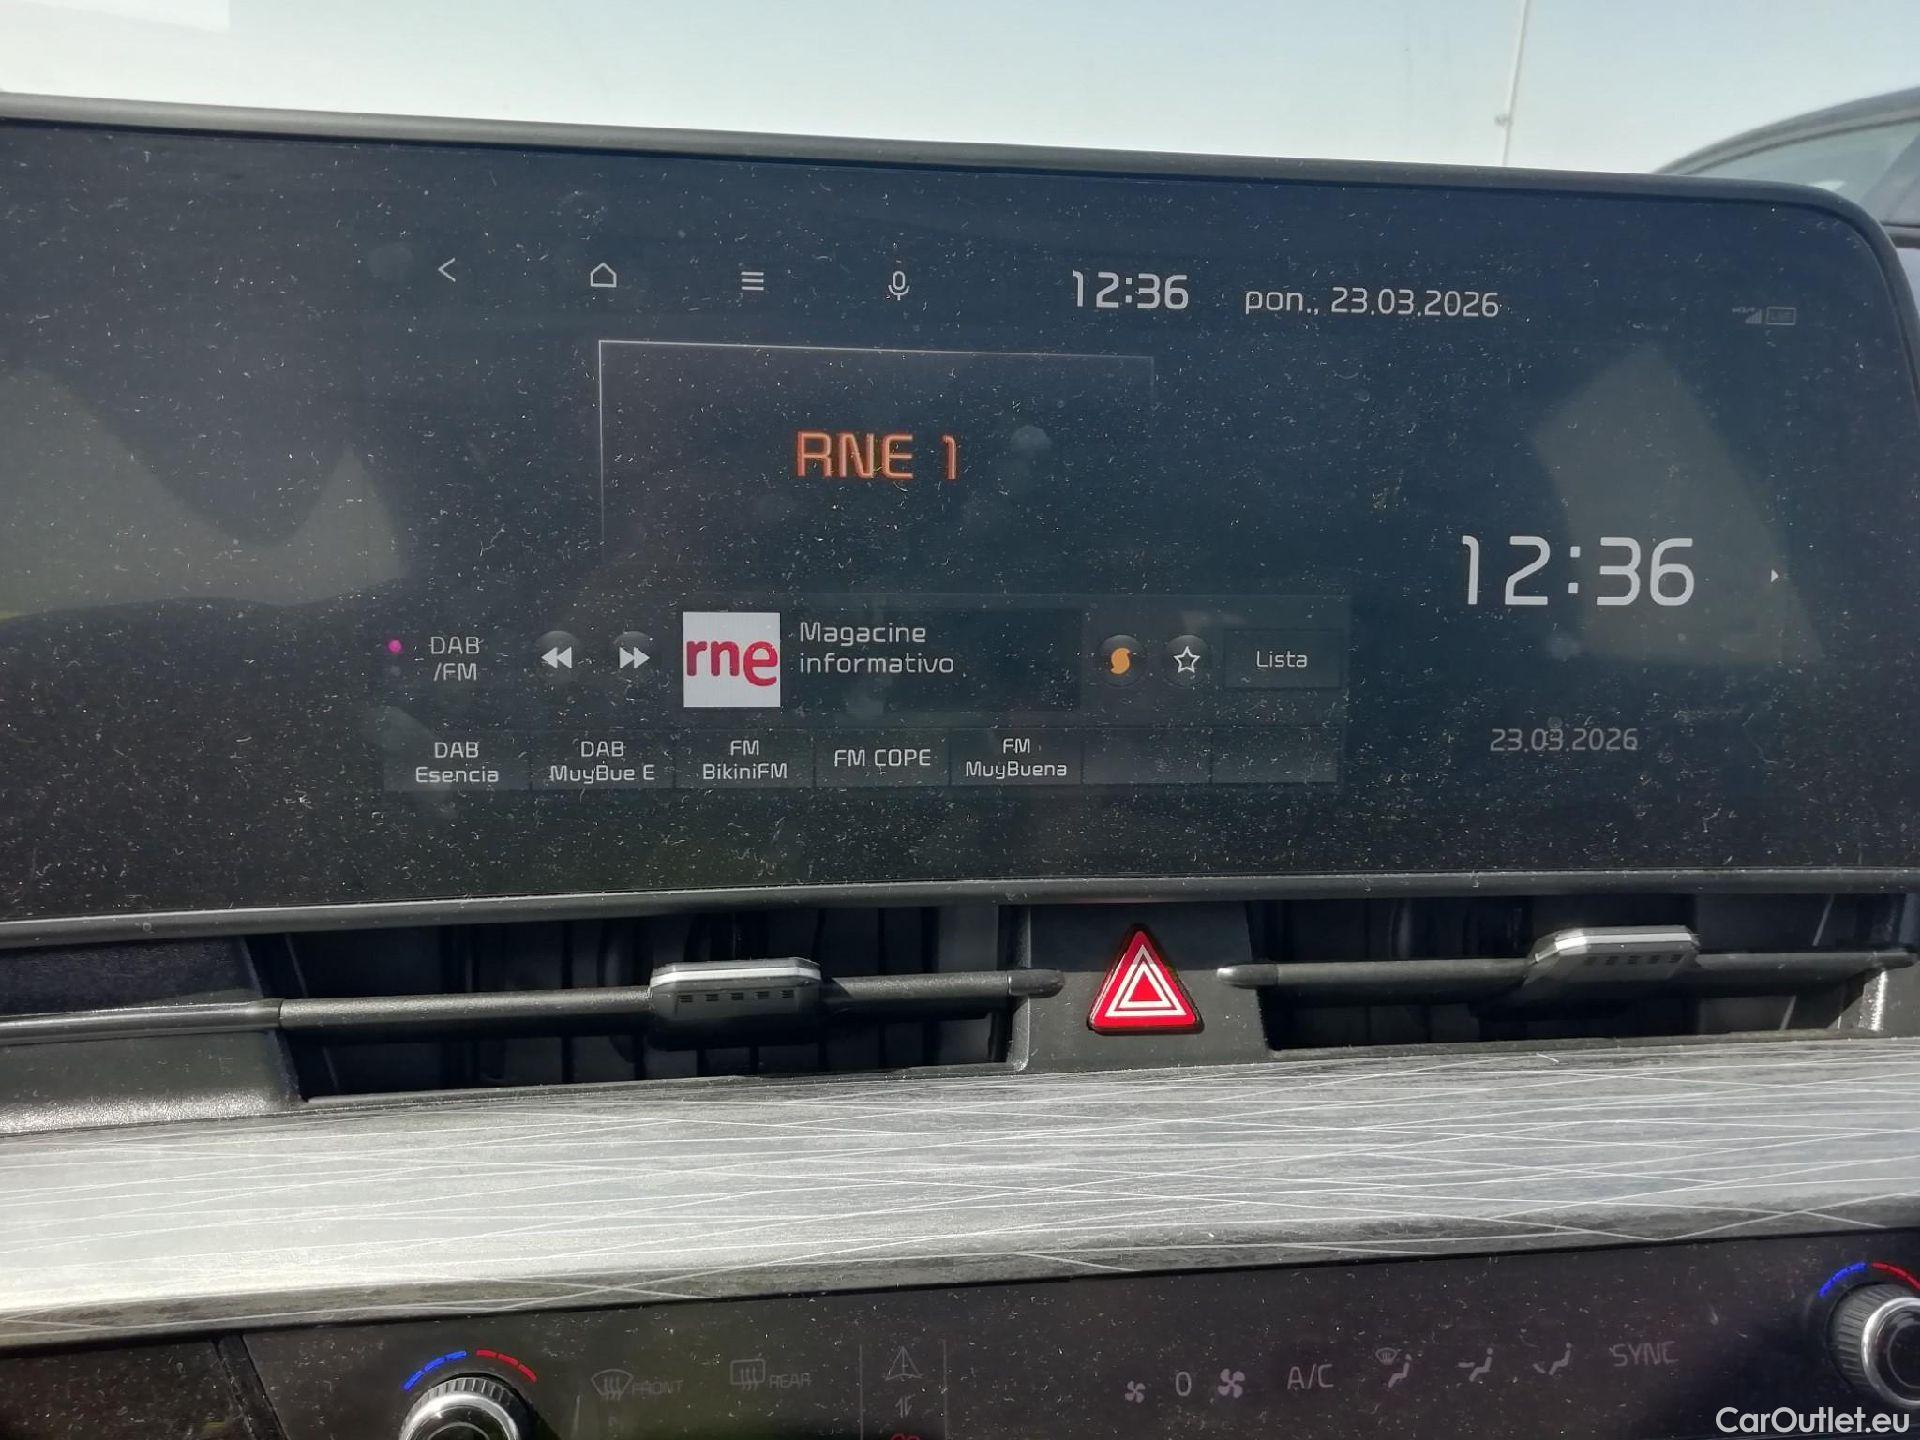 12:36 pon., 23.03.2026
RNE 1
12:36
DAB
/FM
rne
Magacine
informativo
Lista
23.03.2026
DAB
Esencia
DAB
MuyBue E
FM
BikiniFM
FM COPE
FM
MuyBuena
FRONT
REAR
0
A/C
SYNC
CarOutlet.eu